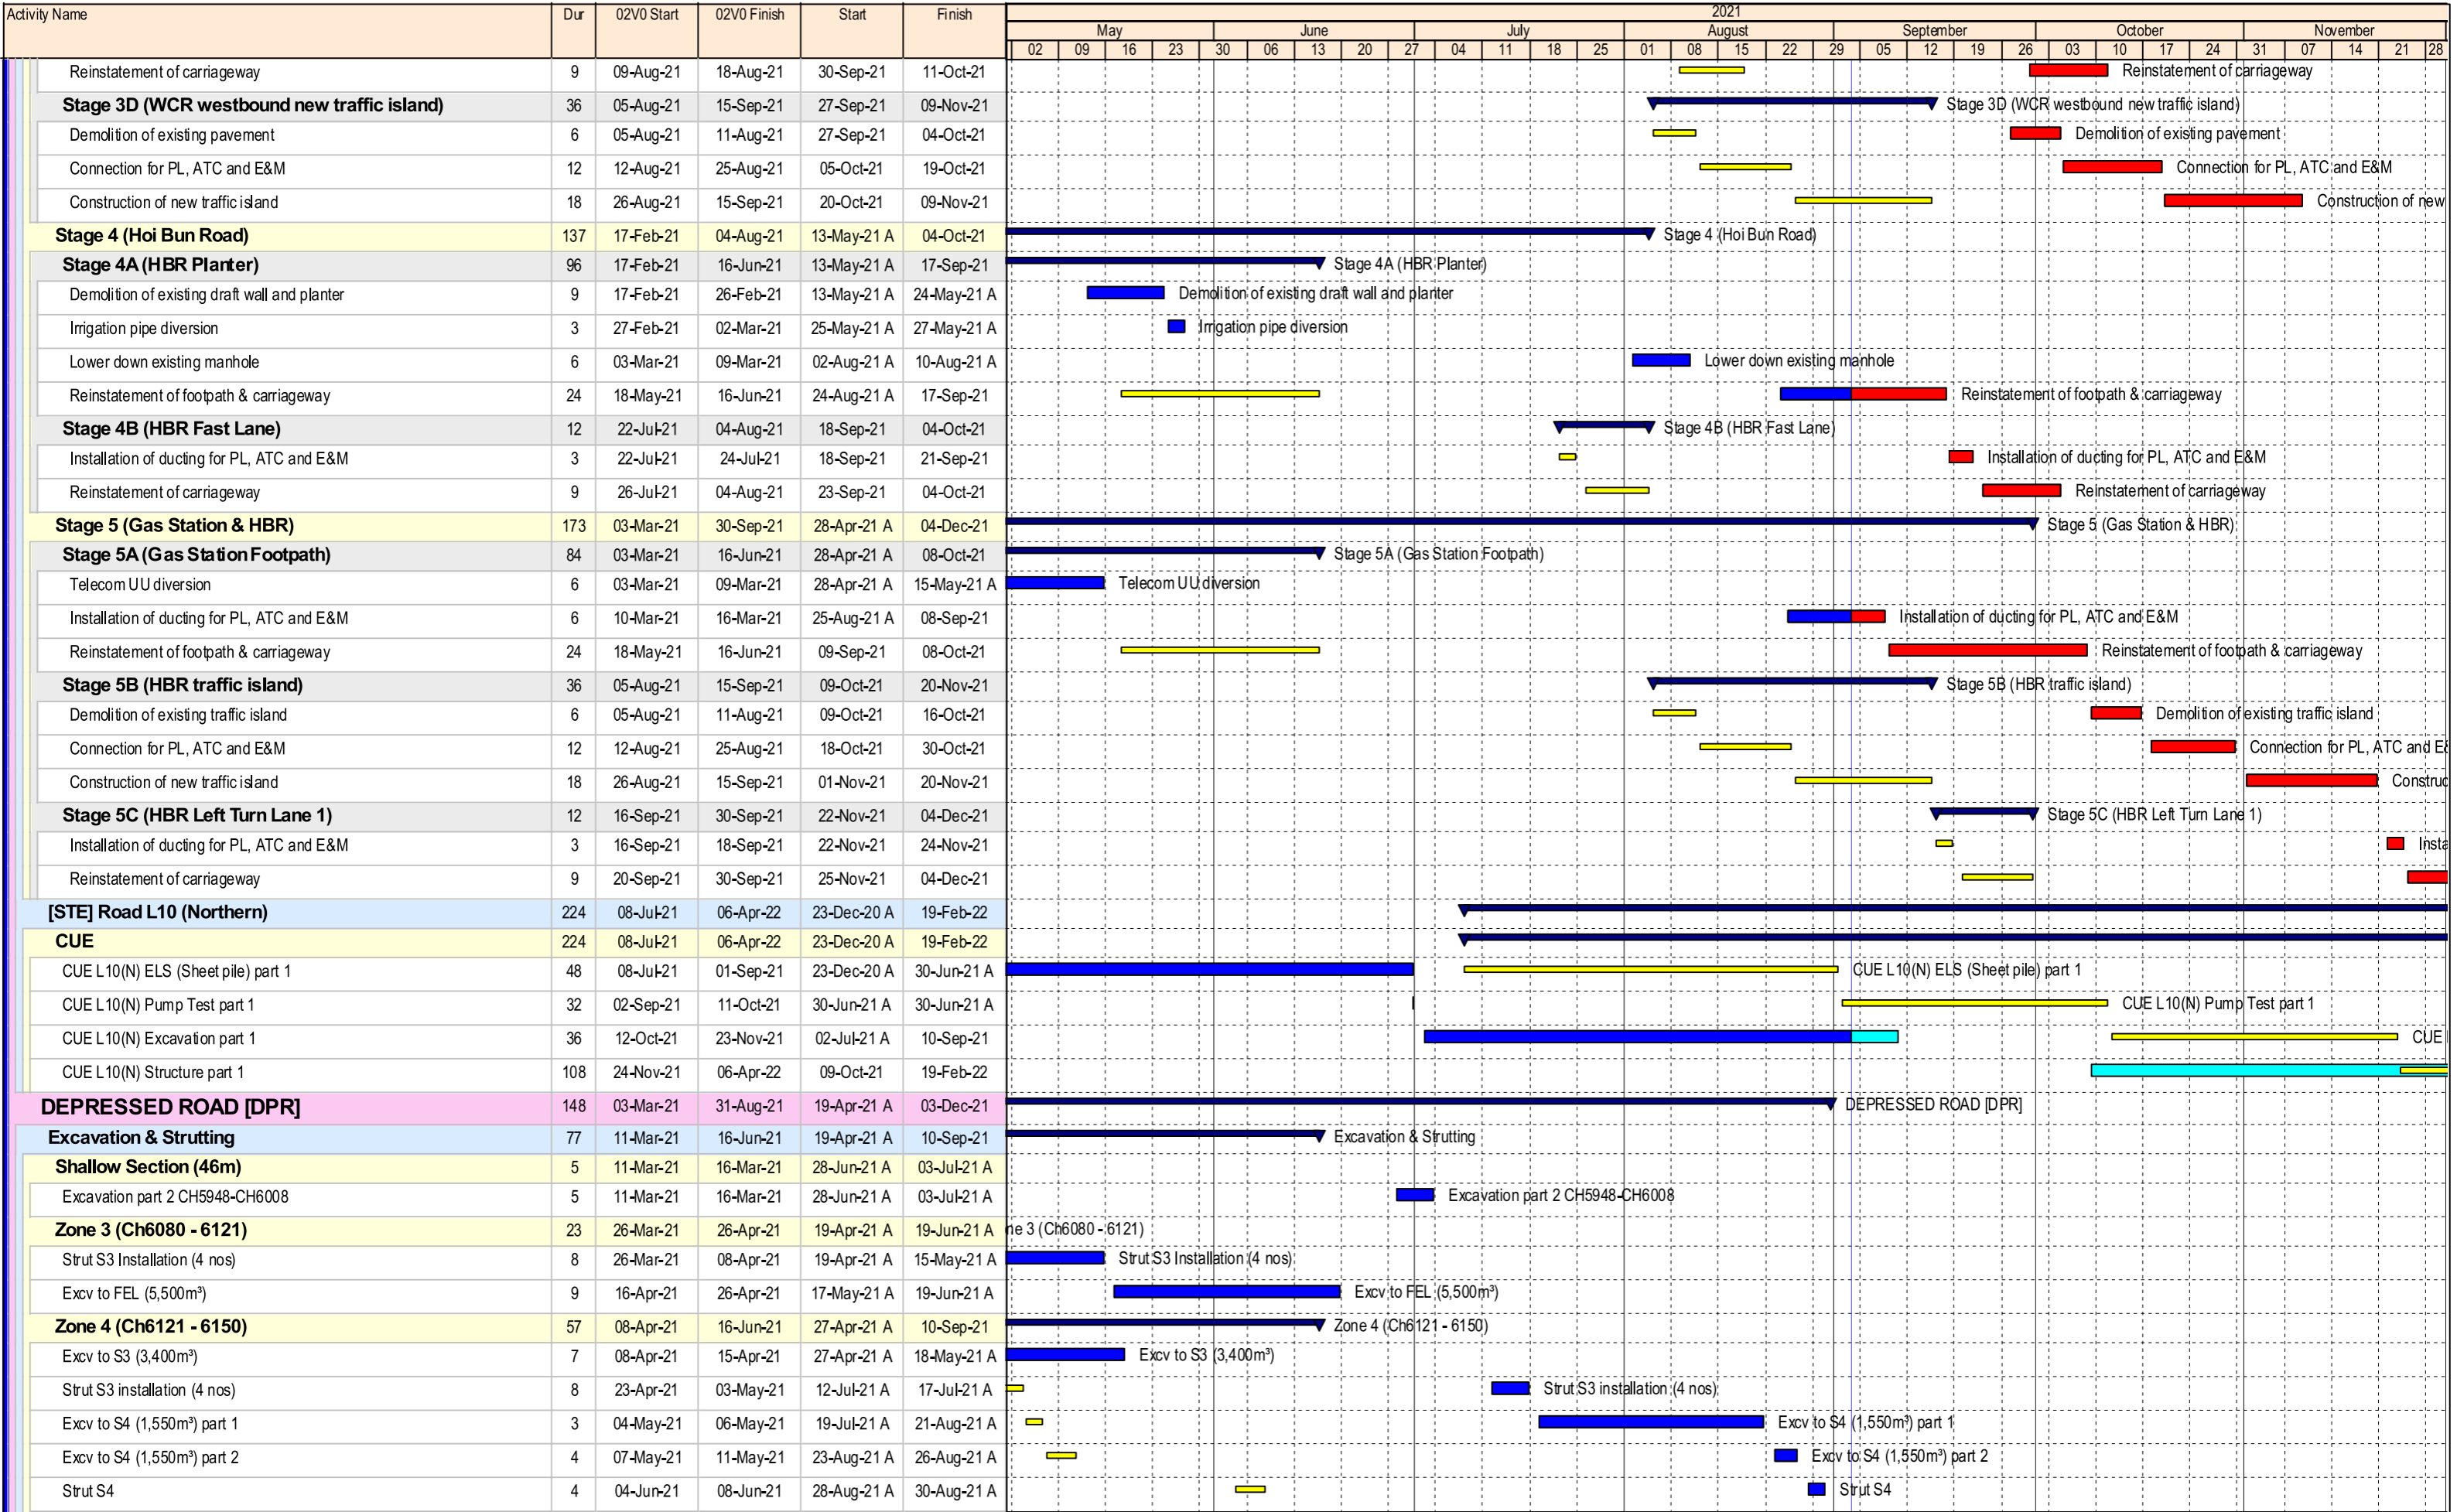 Activity Name Dur 02V0 Start 02V0 Finish Start Finish 2021
May June July August September October November
02 09 16 23 30 06 13 20 27 04 11 18 25 01 08 15 22 29 05 12 19 26 03 10 17 24 31 07 14 21 28
Reinstatement of carriageway 9 09-Aug-21 18-Aug-21 30-Sep-21 11-Oct-21 Reinstatement of carriageway
Stage 3D (WCR westbound new traffic island) 36 05-Aug-21 15-Sep-21 27-Sep-21 09-Nov-21 Stage 3D (WCR westbound new traffic island)
Demolition of existing pavement 6 05-Aug-21 11-Aug-21 27-Sep-21 04-Oct-21 Demolition of existing pavement
Connection for PL, ATC and E&M 12 12-Aug-21 25-Aug-21 05-Oct-21 19-Oct-21 Connection for PL, ATC and E&M
Construction of new traffic island 18 26-Aug-21 15-Sep-21 20-Oct-21 09-Nov-21 Construction of new
Stage 4 (Hoi Bun Road) 137 17-Feb-21 04-Aug-21 13-May-21 A 04-Oct-21 Stage 4 (Hoi Bun Road)
Stage 4A (HBR Planter) 96 17-Feb-21 16-Jun-21 13-May-21 A 17-Sep-21 Stage 4A (HBR Planter)
Demolition of existing draft wall and planter 9 17-Feb-21 26-Feb-21 13-May-21 A 24-May-21 A Demolition of existing draft wall and planter
Irrigation pipe diversion 3 27-Feb-21 02-Mar-21 25-May-21 A 27-May-21 A Irrigation pipe diversion
Lower down existing manhole 6 03-Mar-21 09-Mar-21 02-Aug-21 A 10-Aug-21 A Lower down existing manhole
Reinstatement of footpath & carriageway 24 18-May-21 16-Jun-21 24-Aug-21 A 17-Sep-21 Reinstatement of footpath & carriageway
Stage 4B (HBR Fast Lane) 12 22-Jul-21 04-Aug-21 18-Sep-21 04-Oct-21 Stage 4B (HBR Fast Lane)
Installation of ducting for PL, ATC and E&M 3 22-Jul-21 24-Jul-21 18-Sep-21 21-Sep-21 Installation of ducting for PL, ATC and E&M
Reinstatement of carriageway 9 26-Jul-21 04-Aug-21 23-Sep-21 04-Oct-21 Reinstatement of carriageway
Stage 5 (Gas Station & HBR) 173 03-Mar-21 30-Sep-21 28-Apr-21 A 04-Dec-21 Stage 5 (Gas Station & HBR)
Stage 5A (Gas Station Footpath) 84 03-Mar-21 16-Jun-21 28-Apr-21 A 08-Oct-21 Stage 5A (Gas Station Footpath)
Telecom UU diversion 6 03-Mar-21 09-Mar-21 28-Apr-21 A 15-May-21 A Telecom UU diversion
Installation of ducting for PL, ATC and E&M 6 10-Mar-21 16-Mar-21 25-Aug-21 A 08-Sep-21 Installation of ducting for PL, ATC and E&M
Reinstatement of footpath & carriageway 24 18-May-21 16-Jun-21 09-Sep-21 08-Oct-21 Reinstatement of footpath & carriageway
Stage 5B (HBR traffic island) 36 05-Aug-21 15-Sep-21 09-Oct-21 20-Nov-21 Stage 5B (HBR traffic island)
Demolition of existing traffic island 6 05-Aug-21 11-Aug-21 09-Oct-21 16-Oct-21 Demolition of existing traffic island
Connection for PL, ATC and E&M 12 12-Aug-21 25-Aug-21 18-Oct-21 30-Oct-21 Connection for PL, ATC and E&
Construction of new traffic island 18 26-Aug-21 15-Sep-21 01-Nov-21 20-Nov-21 Construc
Stage 5C (HBR Left Turn Lane 1) 12 16-Sep-21 30-Sep-21 22-Nov-21 04-Dec-21 Stage 5C (HBR Left Turn Lane 1)
Installation of ducting for PL, ATC and E&M 3 16-Sep-21 18-Sep-21 22-Nov-21 24-Nov-21 Insta
Reinstatement of carriageway 9 20-Sep-21 30-Sep-21 25-Nov-21 04-Dec-21
[STE] Road L10 (Northern) 224 08-Jul-21 06-Apr-22 23-Dec-20 A 19-Feb-22
CUE 224 08-Jul-21 06-Apr-22 23-Dec-20 A 19-Feb-22
CUE L10(N) ELS (Sheet pile) part 1 48 08-Jul-21 01-Sep-21 23-Dec-20 A 30-Jun-21 A CUE L10(N) ELS (Sheet pile) part 1
CUE L10(N) Pump Test part 1 32 02-Sep-21 11-Oct-21 30-Jun-21 A 30-Jun-21 A CUE L10(N) Pump Test part 1
CUE L10(N) Excavation part 1 36 12-Oct-21 23-Nov-21 02-Jul-21 A 10-Sep-21 CUE
CUE L10(N) Structure part 1 108 24-Nov-21 06-Apr-22 09-Oct-21 19-Feb-22
DEPRESSED ROAD [DPR] 148 03-Mar-21 31-Aug-21 19-Apr-21 A 03-Dec-21 DEPRESSED ROAD [DPR]
Excavation & Strutting 77 11-Mar-21 16-Jun-21 19-Apr-21 A 10-Sep-21 Excavation & Strutting
Shallow Section (46m) 5 11-Mar-21 16-Mar-21 28-Jun-21 A 03-Jul-21 A
Excavation part 2 CH5948-CH6008 5 11-Mar-21 16-Mar-21 28-Jun-21 A 03-Jul-21 A Excavation part 2 CH5948-CH6008
Zone 3 (Ch6080 - 6121) 23 26-Mar-21 26-Apr-21 19-Apr-21 A 19-Jun-21 A ne 3 (Ch6080 - 6121)
Strut S3 Installation (4 nos) 8 26-Mar-21 08-Apr-21 19-Apr-21 A 15-May-21 A Strut S3 Installation (4 nos)
Excv to FEL (5,500m³) 9 16-Apr-21 26-Apr-21 17-May-21 A 19-Jun-21 A Excv to FEL (5,500m³)
Zone 4 (Ch6121 - 6150) 57 08-Apr-21 16-Jun-21 27-Apr-21 A 10-Sep-21 Zone 4 (Ch6121 - 6150)
Excv to S3 (3,400m³) 7 08-Apr-21 15-Apr-21 27-Apr-21 A 18-May-21 A Excv to S3 (3,400m³)
Strut S3 installation (4 nos) 8 23-Apr-21 03-May-21 12-Jul-21 A 17-Jul-21 A Strut S3 installation (4 nos)
Excv to S4 (1,550m³) part 1 3 04-May-21 06-May-21 19-Jul-21 A 21-Aug-21 A Excv to S4 (1,550m³) part 1
Excv to S4 (1,550m³) part 2 4 07-May-21 11-May-21 23-Aug-21 A 26-Aug-21 A Excv to S4 (1,550m³) part 2
Strut S4 4 04-Jun-21 08-Jun-21 28-Aug-21 A 30-Aug-21 A Strut S4